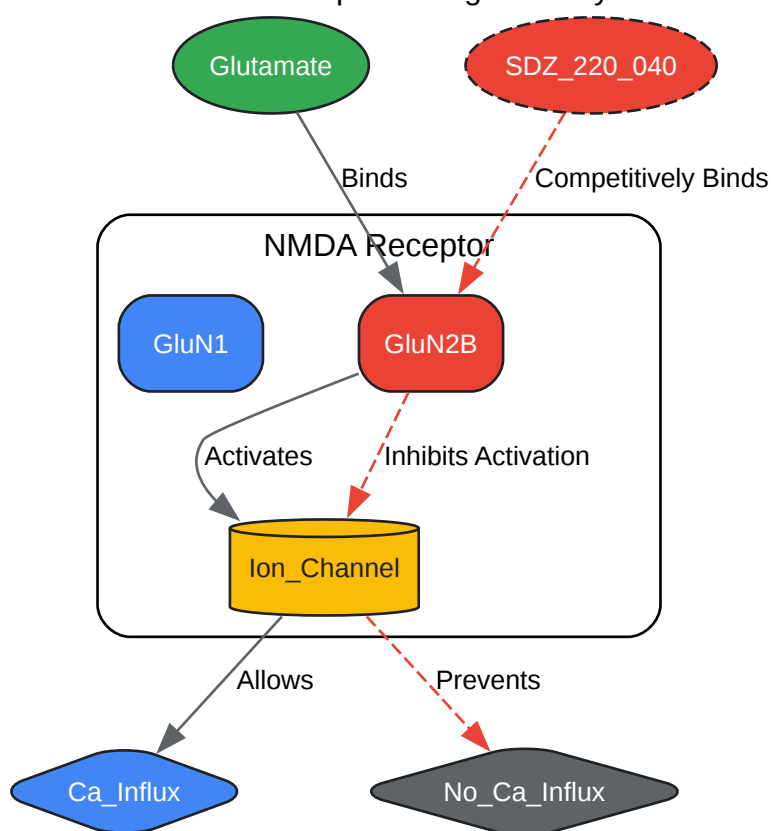 Glutamate
SDZ_220_040
Binds
Competitively Binds
NMDA Receptor
GluN1
GluN2B
Activates
Inhibits Activation
Ion_Channel
Allows
Prevents
Ca_Influx
No_Ca_Influx